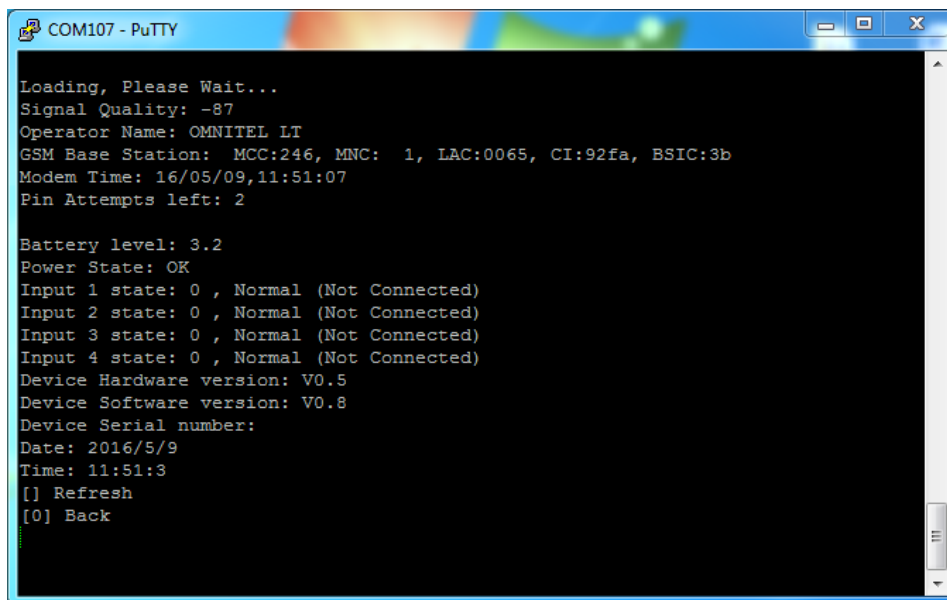 COM107 - PuTTY
Loading, Please Wait...
Signal Quality: -87
Operator Name: OMNITEL LT
GSM Base Station:  MCC:246, MNC:  1, LAC:0065, CI:92fa, BSIC:3b
Modem Time: 16/05/09,11:51:07
Pin Attempts left: 2
Battery level: 3.2
Power State: OK
Input 1 state: 0 , Normal (Not Connected)
Input 2 state: 0 , Normal (Not Connected)
Input 3 state: 0 , Normal (Not Connected)
Input 4 state: 0 , Normal (Not Connected)
Device Hardware version: V0.5
Device Software version: V0.8
Device Serial number:
Date: 2016/5/9
Time: 11:51:3
[] Refresh
[0] Back